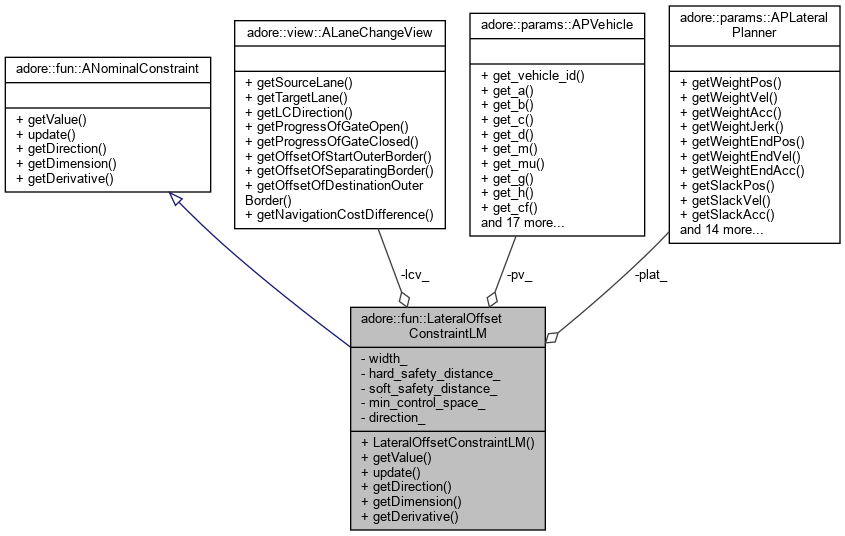 adore::fun::ANominalConstraint
+ getValue()
+ update()
+ getDirection()
+ getDimension()
+ getDerivative()
adore::view::ALaneChangeView
+ getSourceLane()
+ getTargetLane()
+ getLCDirection()
+ getProgressOfGateOpen()
+ getProgressOfGateClosed()
+ getOffsetOfStartOuterBorder()
+ getOffsetOfSeparatingBorder()
+ getOffsetOfDestinationOuter
Border()
+ getNavigationCostDifference()
adore::params::APVehicle
+ get_vehicle_id()
+ get_a()
+ get_b()
+ get_c()
+ get_d()
+ get_m()
+ get_mu()
+ get_g()
+ get_h()
+ get_cf()
and 17 more...
adore::params::APLateral
Planner
+ getWeightPos()
+ getWeightVel()
+ getWeightAcc()
+ getWeightJerk()
+ getWeightEndPos()
+ getWeightEndVel()
+ getWeightEndAcc()
+ getSlackPos()
+ getSlackVel()
+ getSlackAcc()
and 14 more...
-lcv_
-pv_
-plat_
adore::fun::LateralOffset
ConstraintLM
- width_
- hard_safety_distance_
- soft_safety_distance_
- min_control_space_
- direction_
+ LateralOffsetConstraintLM()
+ getValue()
+ update()
+ getDirection()
+ getDimension()
+ getDerivative()